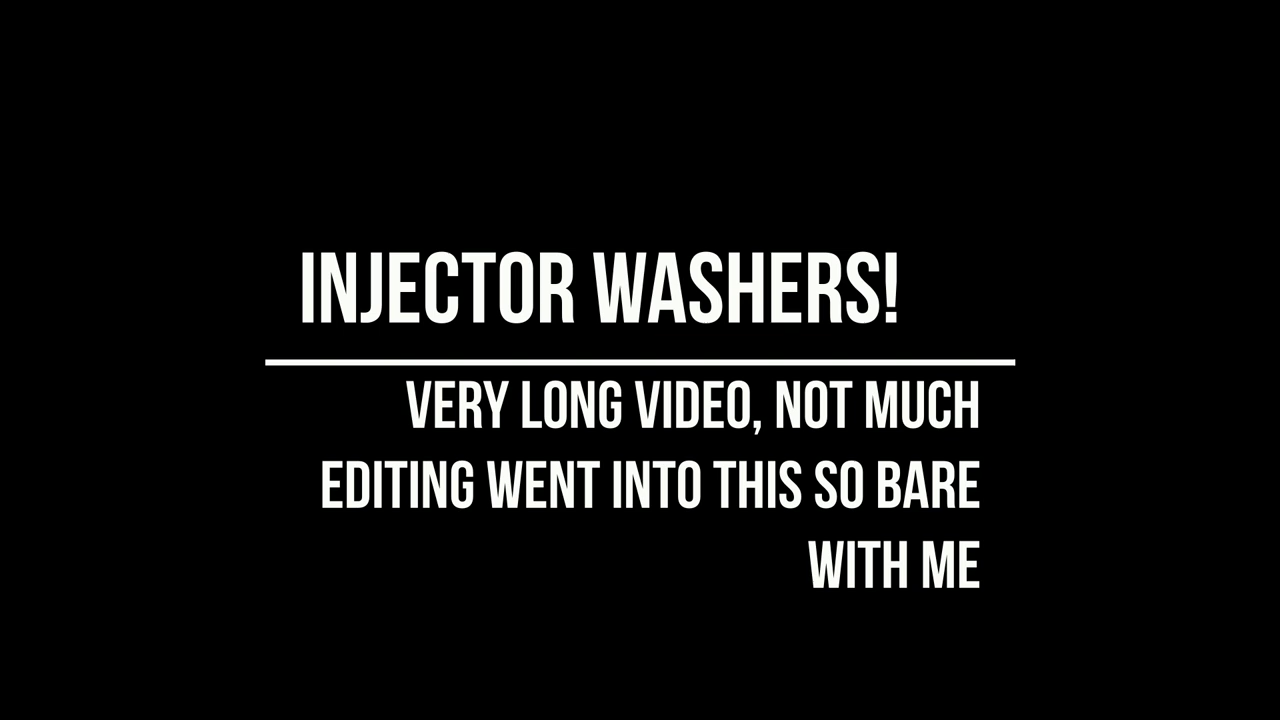 INJECTOR WASHERS!
VERY LONG VIDEO, NOT MUCH
EDITING WENT INTO THIS SO BARE
WITH ME